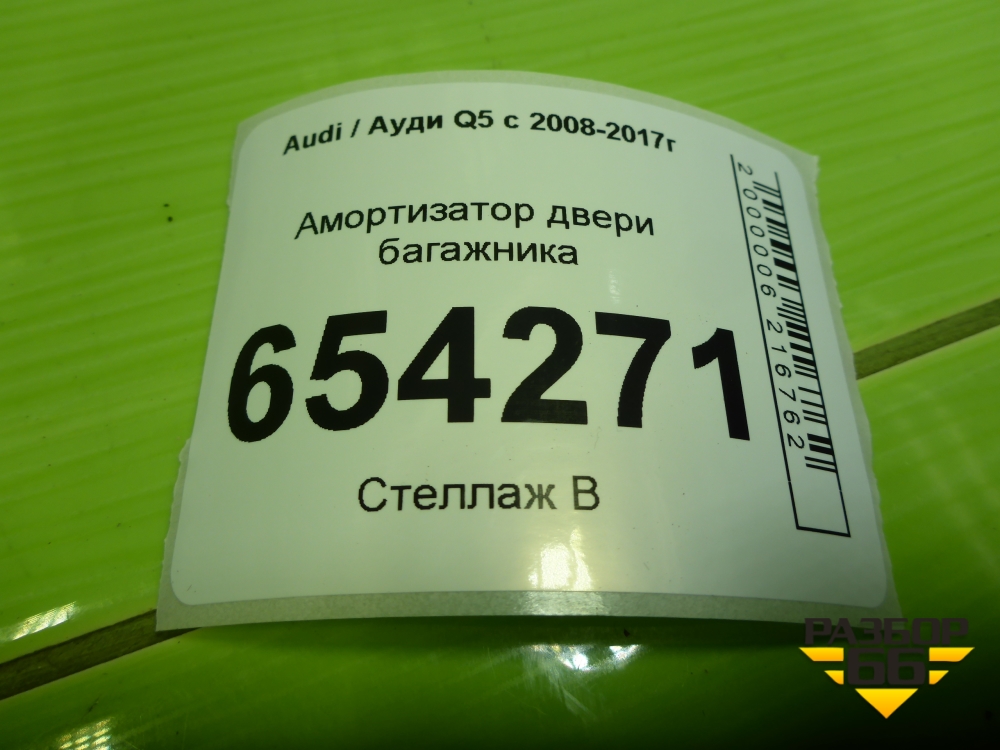 Audi / Ауди Q5 с 2008-2017г
Амортизатор двери
багажника
654271
Стеллаж В
2000006216762
РАЗБОР
66